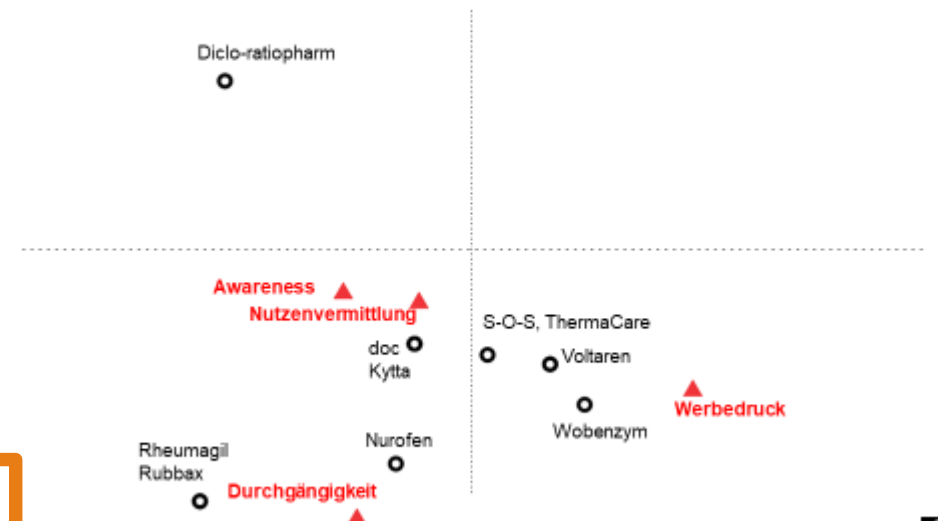 Diclo-ratiopharm
Awareness
Nutzenvermittlung
S-O-S, ThermaCare
doc
Kytta
Voltaren
Werbedruck
Wobenzym
Nurofen
Rheumagil
Rubbax
Durchgängigkeit